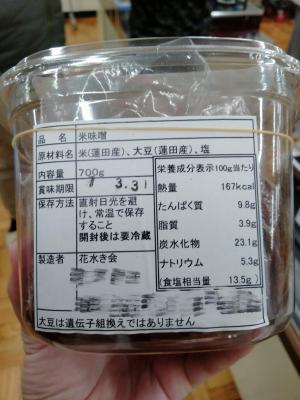 品　名　米味噌
原材料名　米(蓮田産)、大豆(蓮田産)、塩
内容量　700g
賞味期限　3.31
保存方法　直射日光を避け、常温で保存すること
開封後は要冷蔵
製造者　花水き会
栄養成分表示100g当たり
熱量　167kcal
たんぱく質　9.8g
脂質　3.9g
炭水化物　23.1g
ナトリウム　5.3g
(食塩相当量　13.5g)
大豆は遺伝子組換えではありません